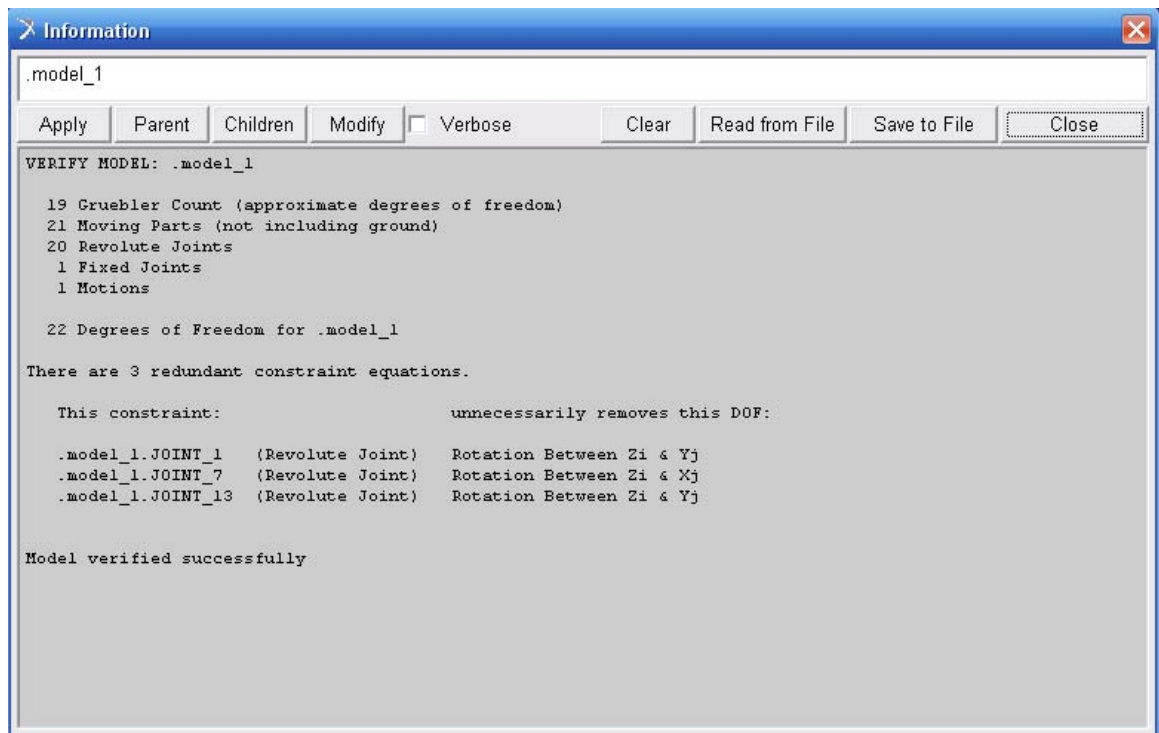 Information
.model_1
Apply Parent Children Modify Verbose Clear Read from File Save to File Close
VERIFY MODEL: .model_1
19 Gruebler Count (approximate degrees of freedom)
21 Moving Parts (not including ground)
20 Revolute Joints
1 Fixed Joints
1 Motions
22 Degrees of Freedom for .model_1
There are 3 redundant constraint equations.
This constraint: unnecessarily removes this DOF:
.model_1.JOINT_1 (Revolute Joint) Rotation Between Zi & Yj
.model_1.JOINT_7 (Revolute Joint) Rotation Between Zi & Xj
.model_1.JOINT_13 (Revolute Joint) Rotation Between Zi & Yj
Model verified successfully